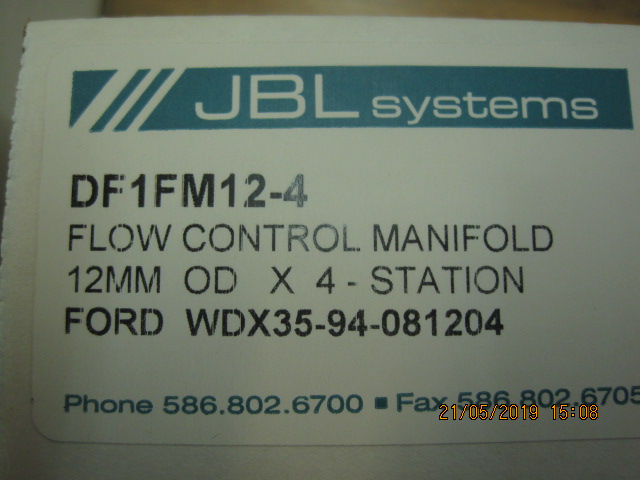 JBL systems
DF1FM12-4
FLOW CONTROL MANIFOLD
12MM OD X 4 - STATION
FORD WDX35-94-081204
Phone 586.802.6700 ■ Fax 586.802.6705
21/05/2019 15:08